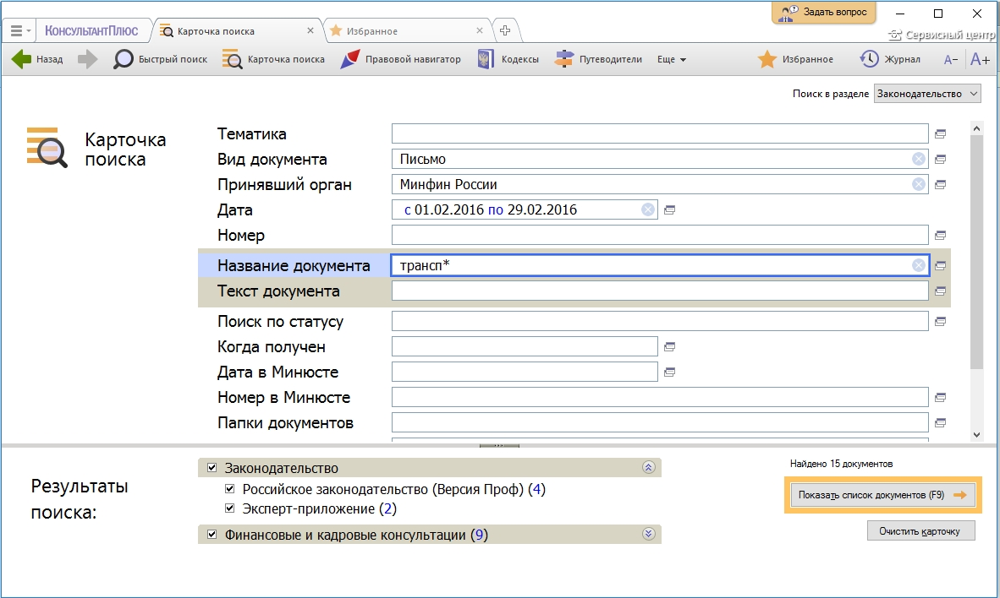 Задать вопрос
КонсультантПлюс
Карточка поиска
Избранное
Сервисный центр
Назад
Быстрый поиск
Карточка поиска
Правовой навигатор
Кодексы
Путеводители
Еще
Избранное
Журнал
A−
A+
Поиск в разделе Законодательство
Карточка
поиска
Тематика
Вид документа Письмо
Принявший орган Минфин России
Дата с 01.02.2016 по 29.02.2016
Номер
Название документа трансп*
Текст документа
Поиск по статусу
Когда получен
Дата в Минюсте
Номер в Минюсте
Папки документов
Результаты
поиска:
Законодательство
Российское законодательство (Версия Проф) (4)
Эксперт-приложение (2)
Финансовые и кадровые консультации (9)
Найдено 15 документов
Показать список документов (F9)
Очистить карточку